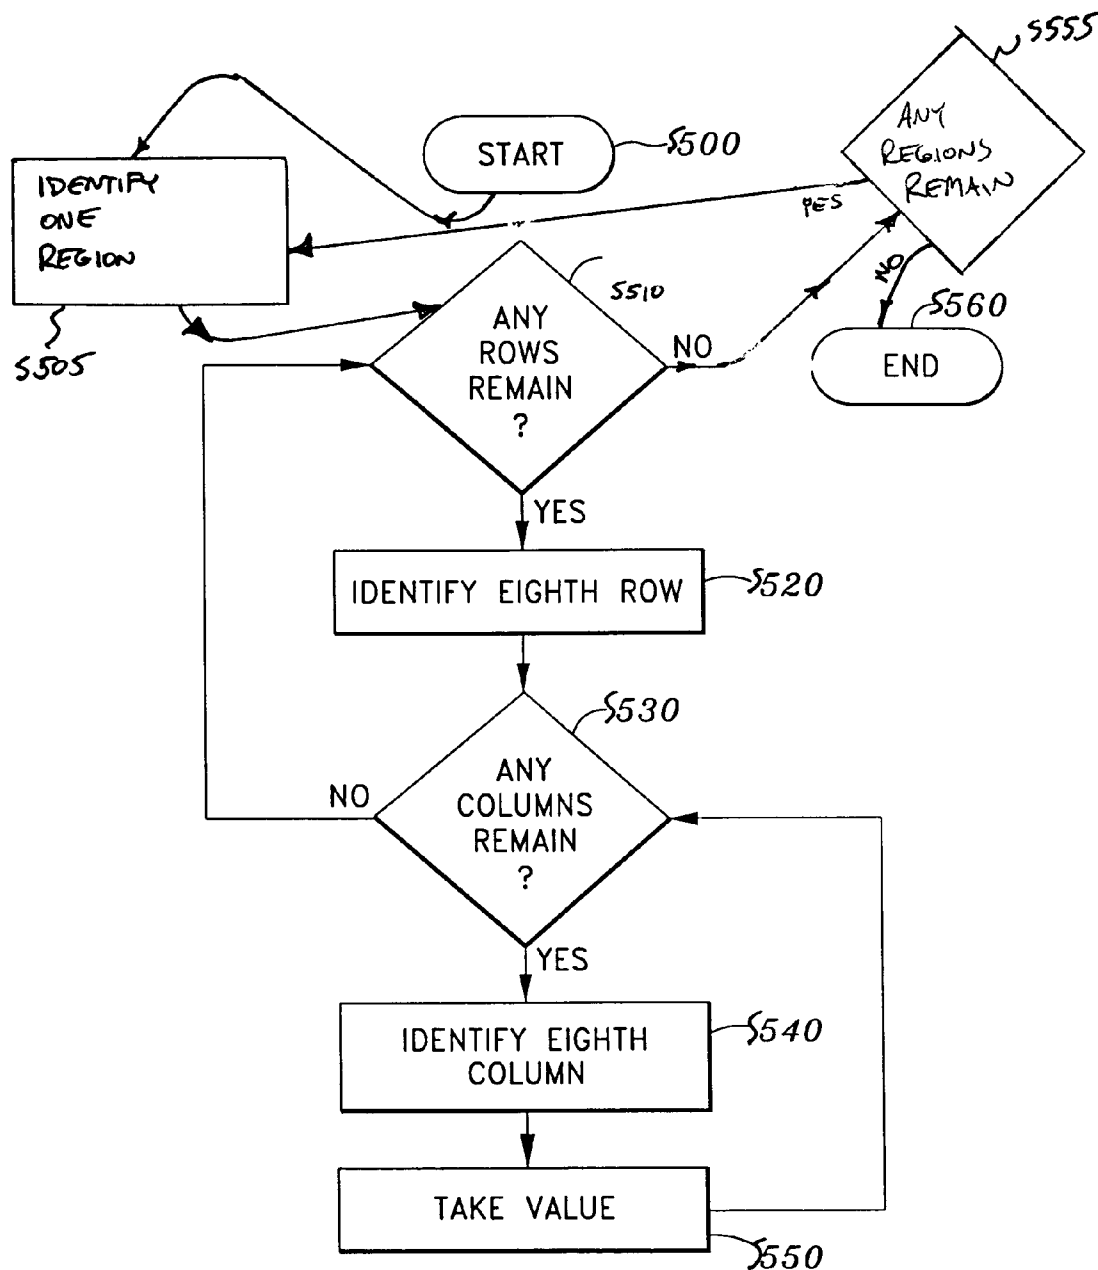 START
S500
IDENTIFY
ONE
REGION
S505
ANY
REGIONS
REMAIN
S555
YES
NO
S560
END
ANY
ROWS
REMAIN
?
S510
NO
YES
IDENTIFY EIGHTH ROW
S520
ANY
COLUMNS
REMAIN
?
S530
NO
YES
IDENTIFY EIGHTH
COLUMN
S540
TAKE VALUE
S550